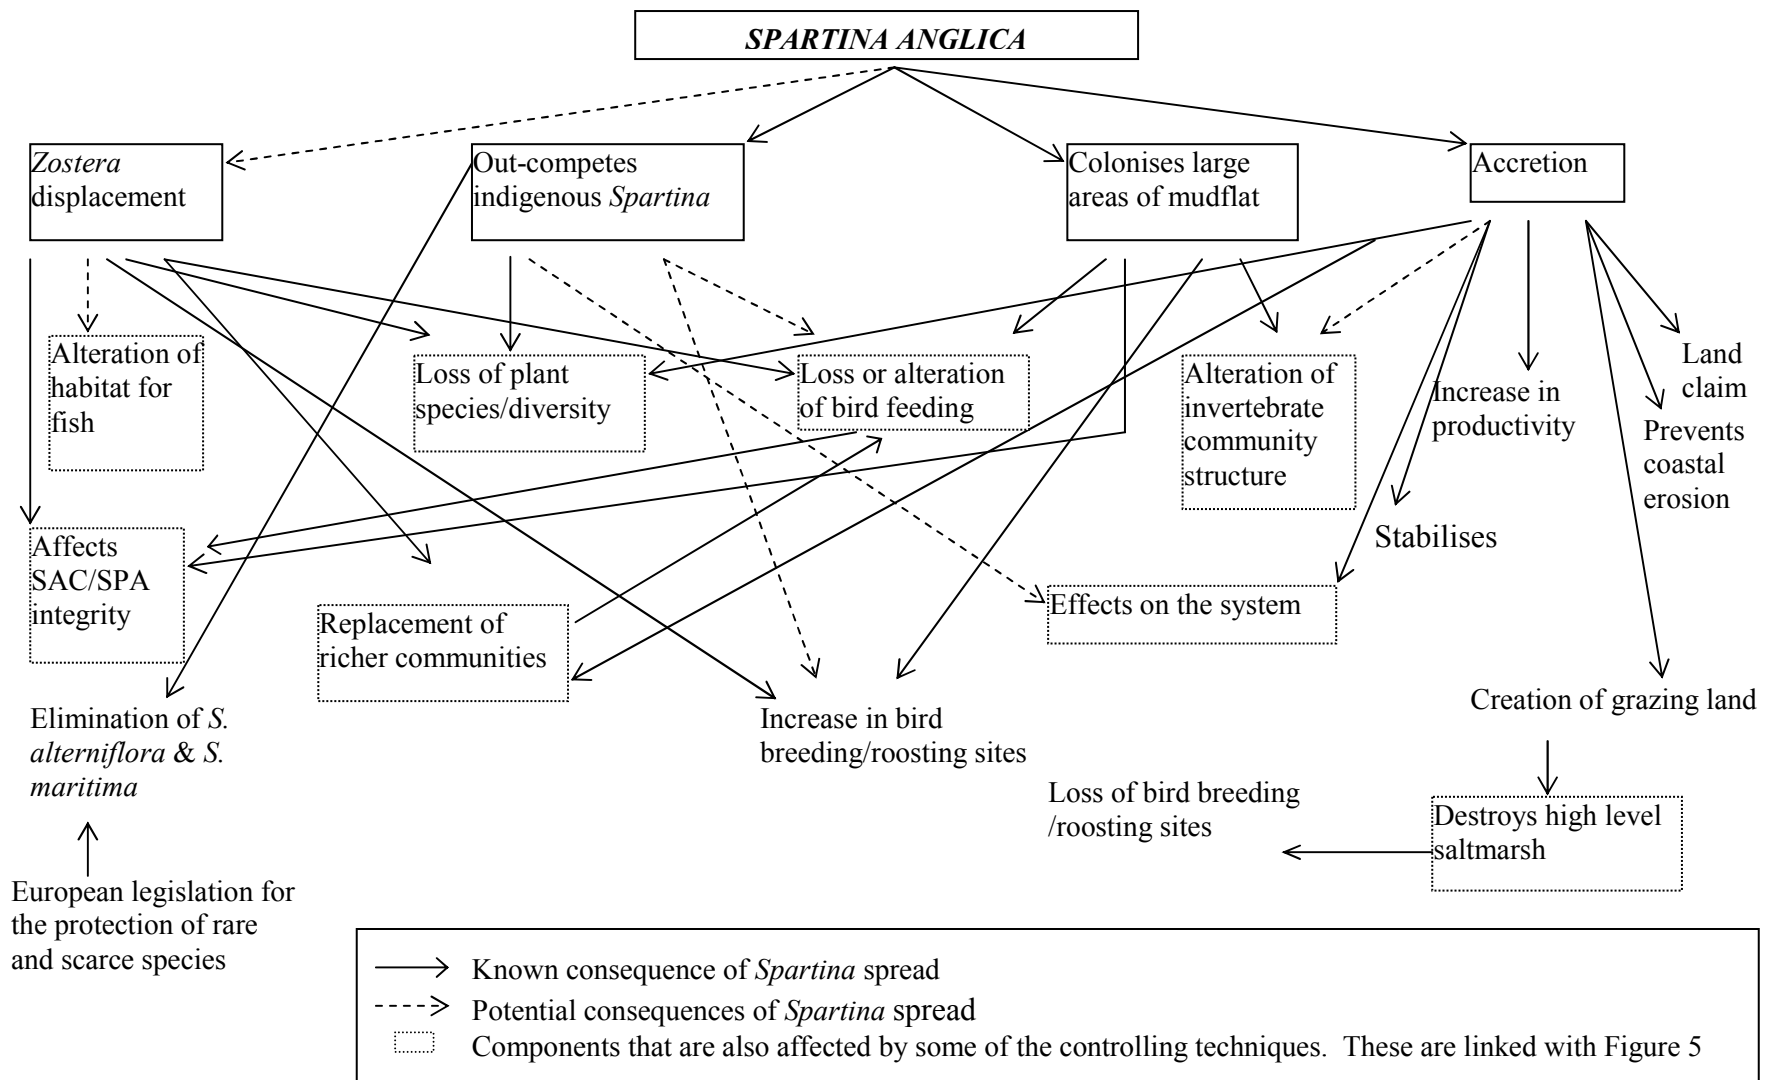 SPARTINA ANGLICA
Zostera
displacement
Out-competes
indigenous Spartina
Colonises large
areas of mudflat
Accretion
Alteration of
habitat for
fish
Loss of plant
species/diversity
Loss or alteration
of bird feeding
Alteration of
invertebrate
community
structure
Increase in
productivity
Land
claim
Prevents
coastal
erosion
Stabilises
Affects
SAC/SPA
integrity
Replacement of
richer communities
Effects on the system
Elimination of S.
alterniflora & S.
maritima
Increase in bird
breeding/roosting sites
Creation of grazing land
Loss of bird breeding
/roosting sites
Destroys high level
saltmarsh
European legislation for
the protection of rare
and scarce species
Known consequence of Spartina spread
Potential consequences of Spartina spread
Components that are also affected by some of the controlling techniques.  These are linked with Figure 5